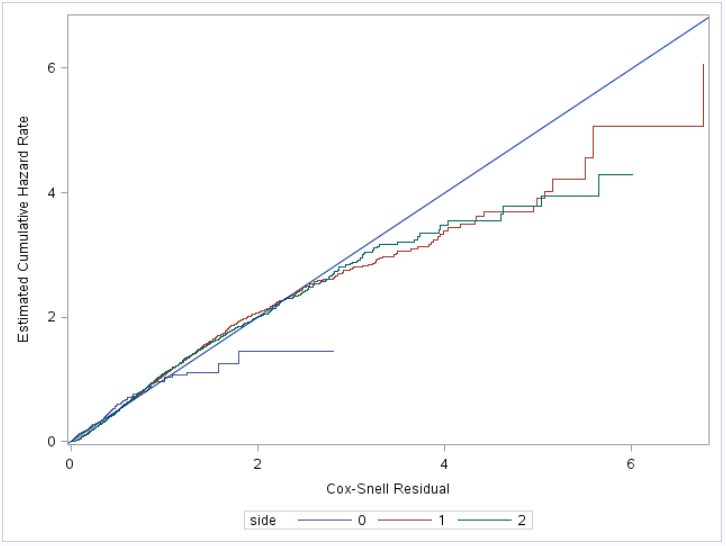 Estimated Cumulative Hazard Rate
6
4
2
0
0 2 4 6
Cox-Snell Residual
side 0 1 2